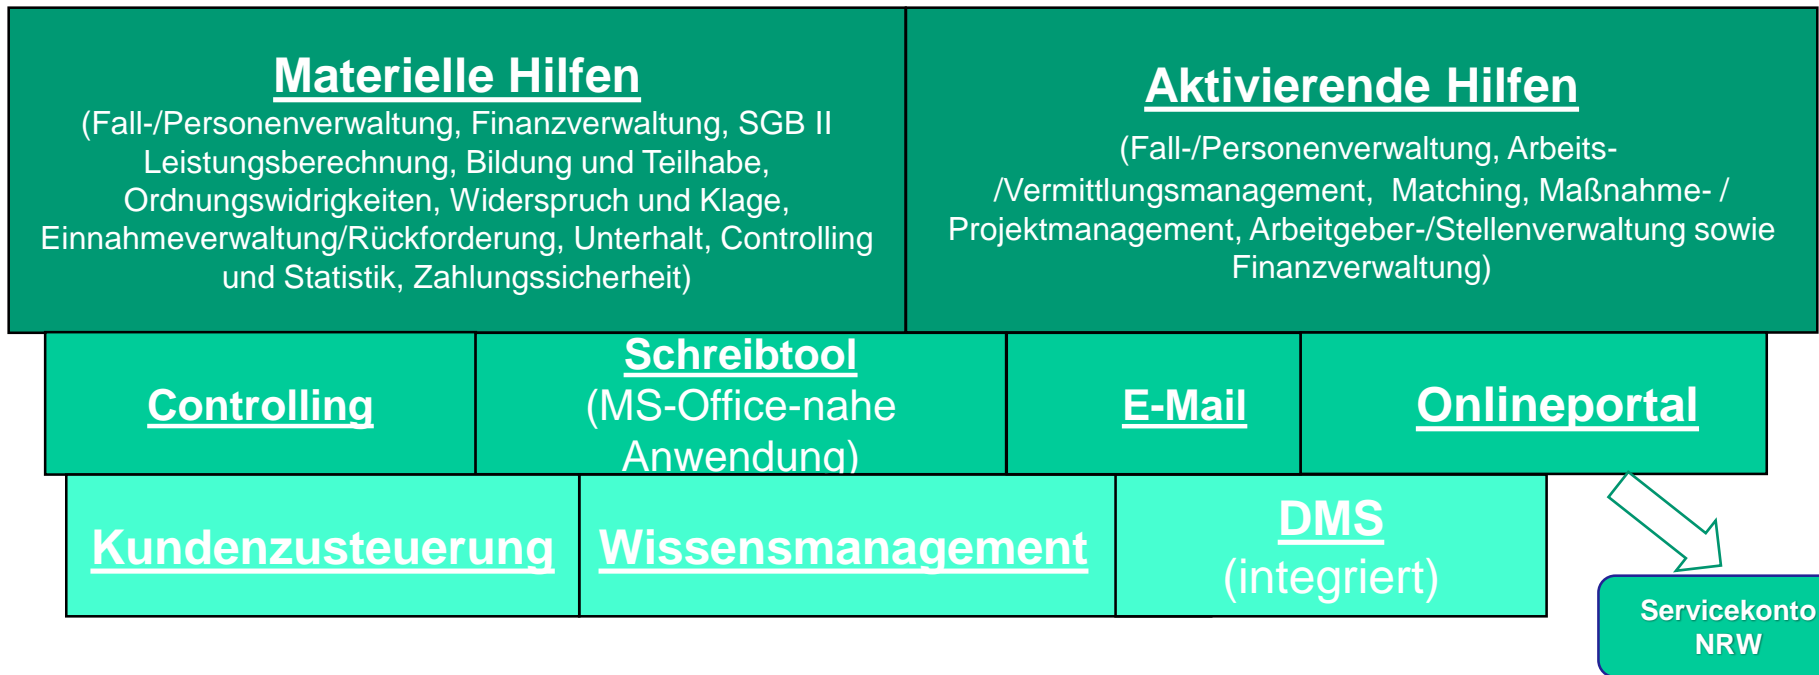 Materielle Hilfen
(Fall-/Personenverwaltung, Finanzverwaltung, SGB II
Leistungsberechnung, Bildung und Teilhabe,
Ordnungswidrigkeiten, Widerspruch und Klage,
Einnahmeverwaltung/Rückforderung, Unterhalt, Controlling
und Statistik, Zahlungssicherheit)
Aktivierende Hilfen
(Fall-/Personenverwaltung, Arbeits-
/Vermittlungsmanagement, Matching, Maßnahme- /
Projektmanagement, Arbeitgeber-/Stellenverwaltung sowie
Finanzverwaltung)
Controlling
Schreibtool
(MS-Office-nahe
Anwendung)
E-Mail
Onlineportal
Kundenzusteuerung
Wissensmanagement
DMS
(integriert)
Servicekonto
NRW